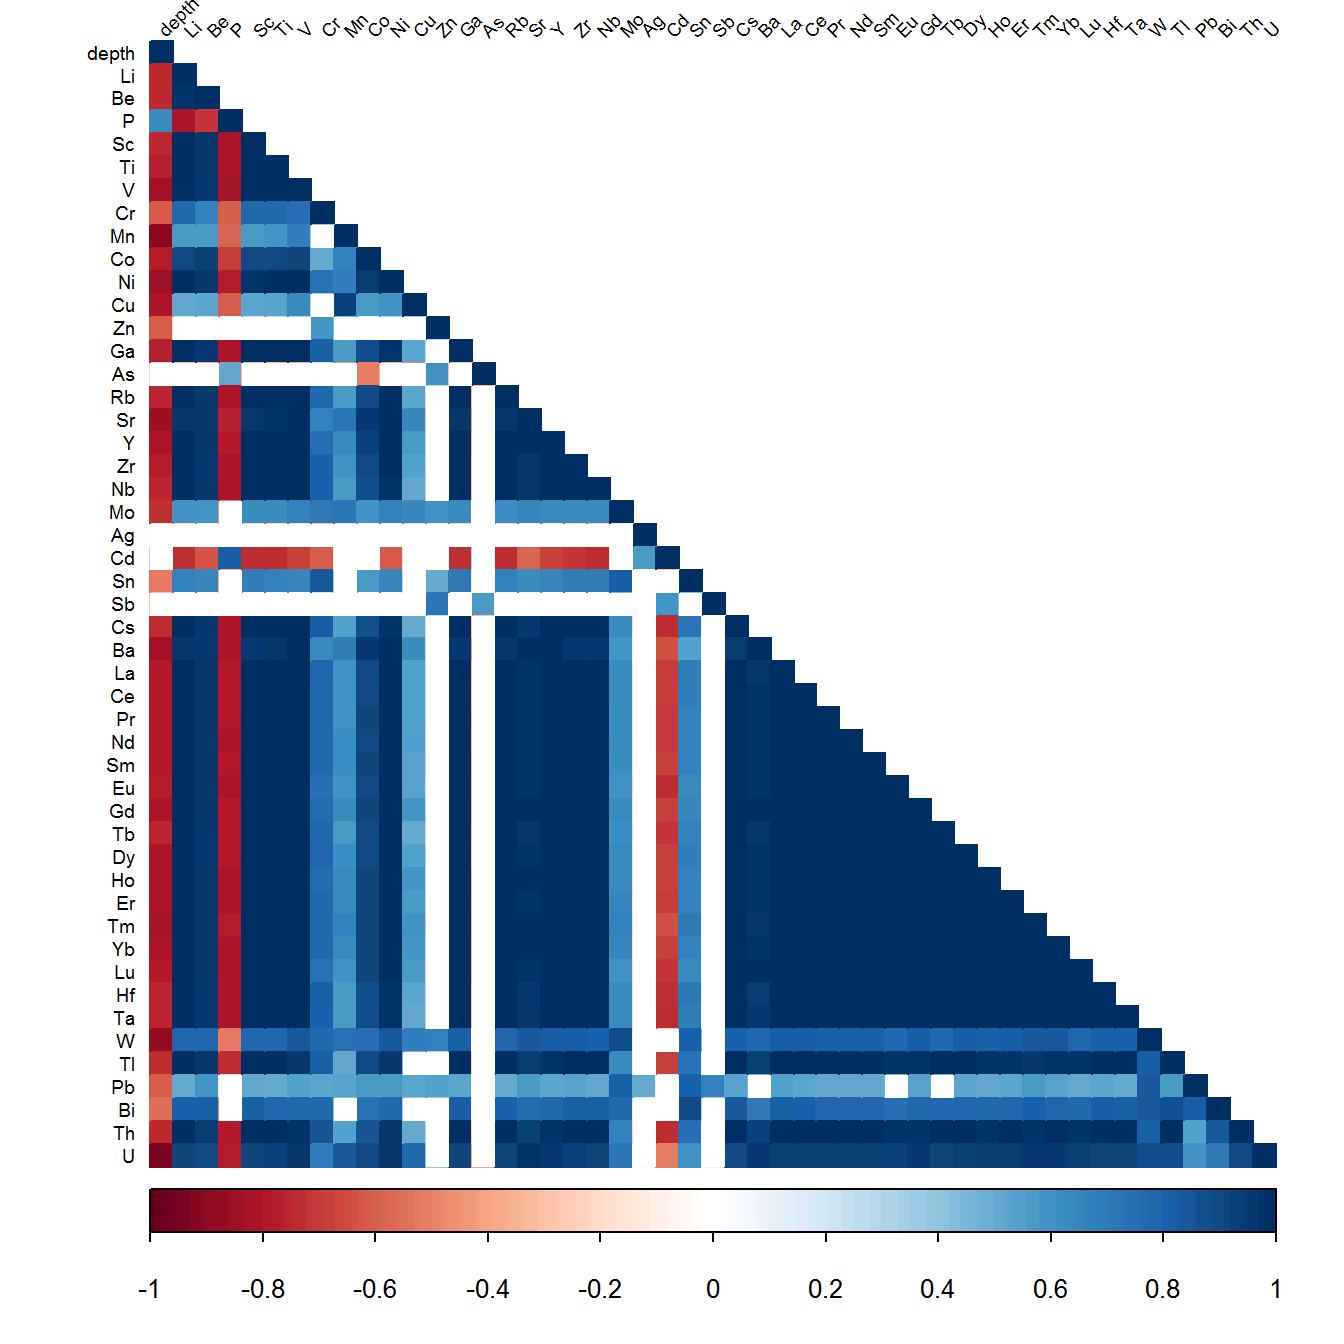 depth Li Be P Sc Ti V Cr Mn Co Ni Cu Zn Ga As Rb Sr Y Zr Nb Mo Ag Cd Sn Sb Cs Ba La Ce Pr Nd Sm Eu Gd Tb Dy Ho Er Tm Yb Lu Hf Ta W Tl Pb Bi Th U
depth
Li
Be
P
Sc
Ti
V
Cr
Mn
Co
Ni
Cu
Zn
Ga
As
Rb
Sr
Y
Zr
Nb
Mo
Ag
Cd
Sn
Sb
Cs
Ba
La
Ce
Pr
Nd
Sm
Eu
Gd
Tb
Dy
Ho
Er
Tm
Yb
Lu
Hf
Ta
W
Tl
Pb
Bi
Th
U
-1 -0.8 -0.6 -0.4 -0.2 0 0.2 0.4 0.6 0.8 1